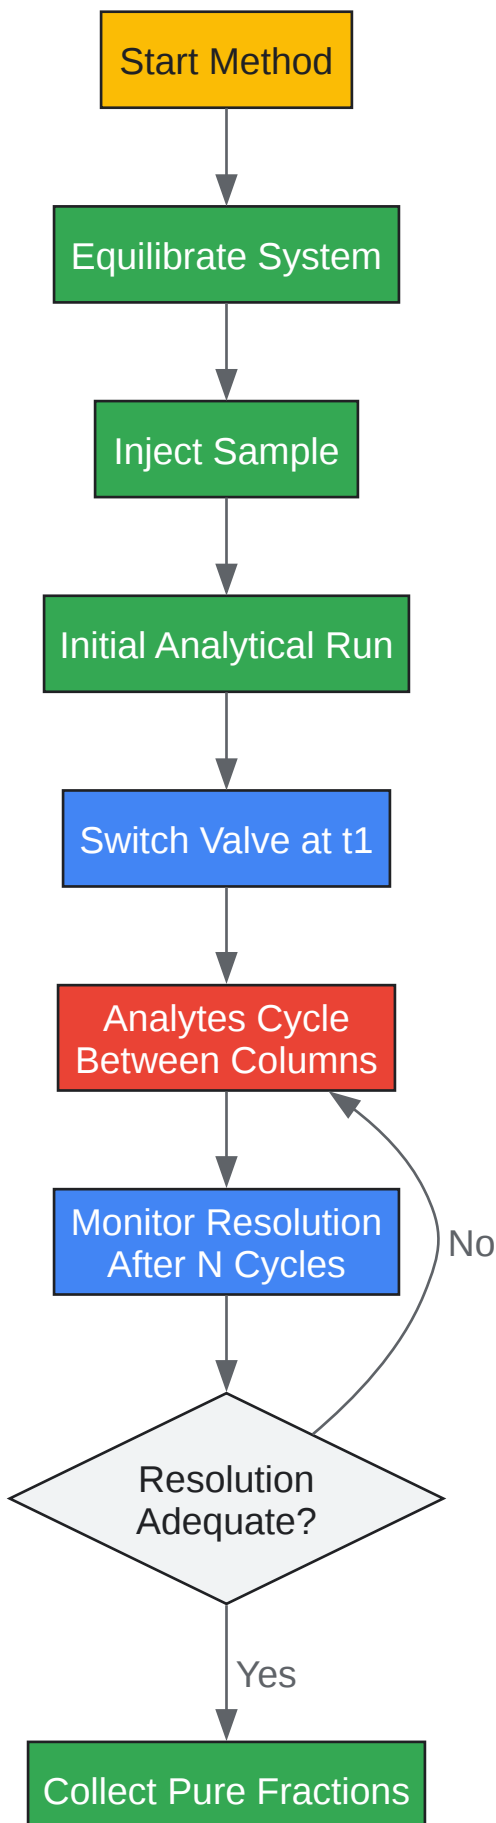 Start Method
Equilibrate System
Inject Sample
Initial Analytical Run
Switch Valve at t1
Analytes Cycle
Between Columns
Monitor Resolution
After N Cycles
No
Resolution
Adequate?
Yes
Collect Pure Fractions